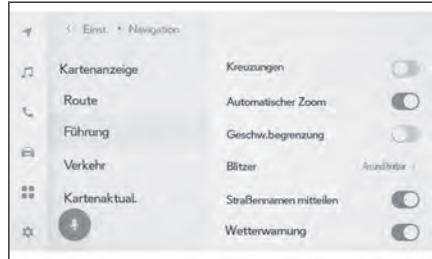 < Einst. • Navigation
Kartenanzeige
Route
Führung
Verkehr
Kartenaktual.
Kreuzungen
Automatischer Zoom
Geschw.begrenzung
Blitzer
Straßennamen mitteilen
Wetterwarnung